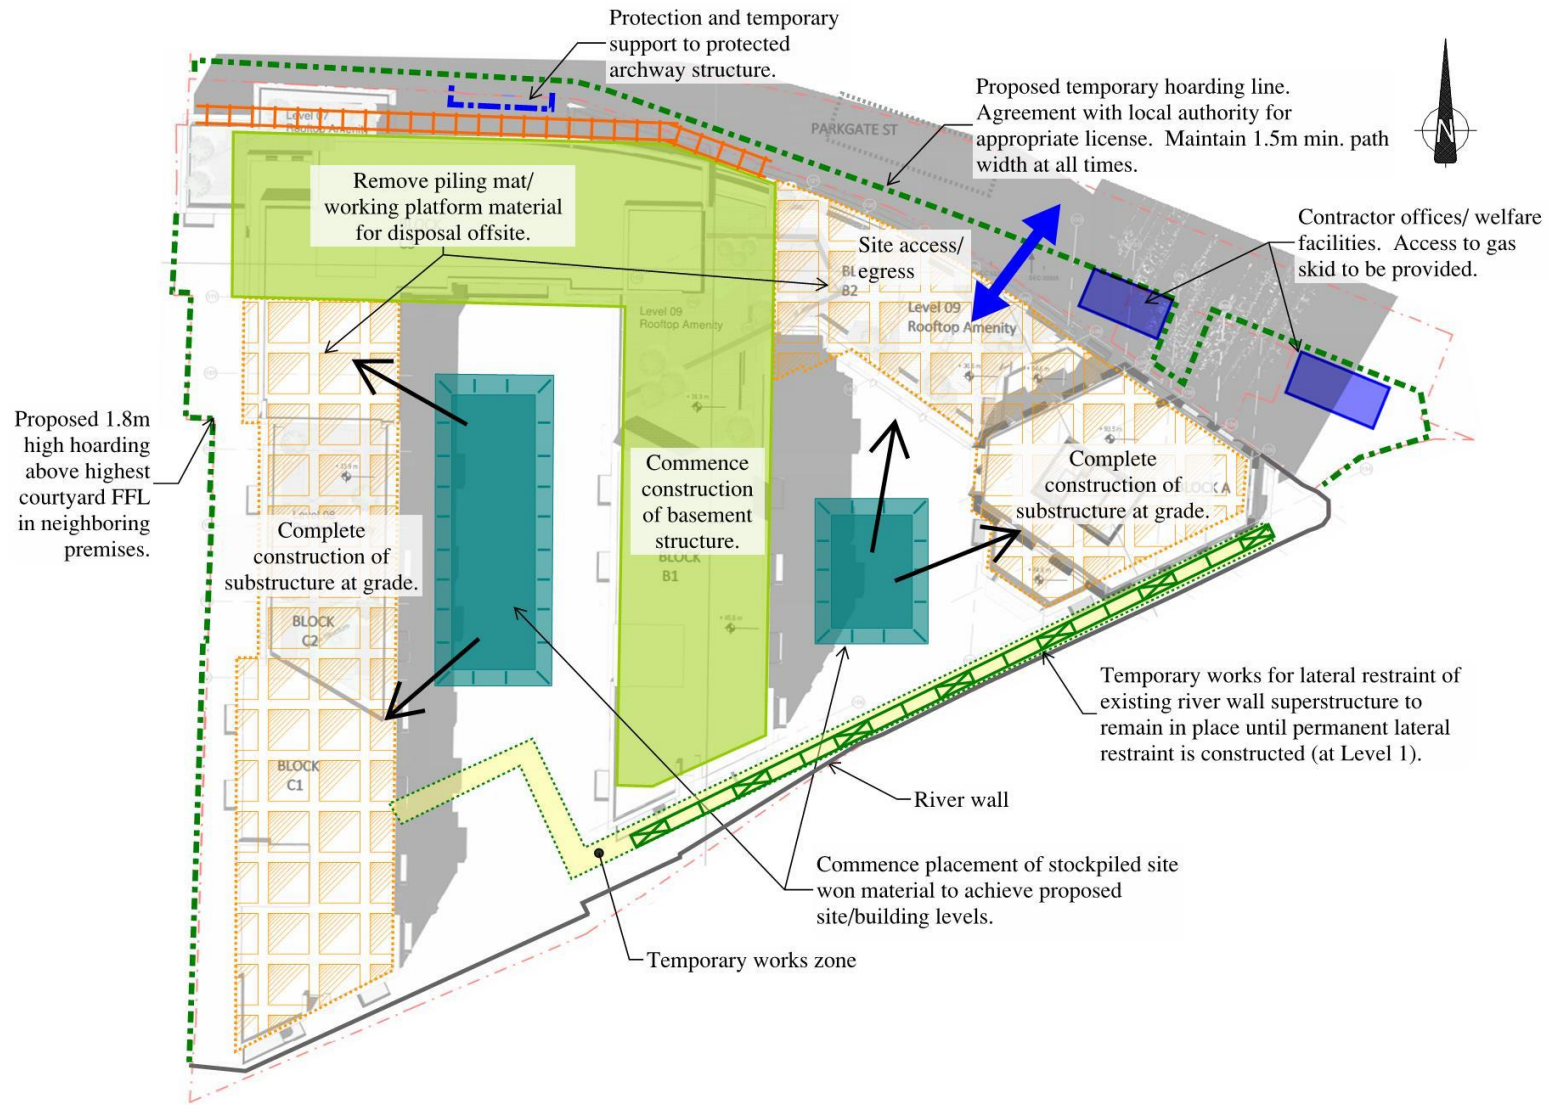 Protection and temporary
support to protected
archway structure.
Proposed temporary hoarding line.
Agreement with local authority for
appropriate license. Maintain 1.5m min. path
width at all times.
N
PARKGATE ST
Level 07
Remove piling mat/
working platform material
for disposal offsite.
Contractor offices/ welfare
facilities. Access to gas
skid to be provided.
Site access/
egress
B2
Level 09
Rooftop Amenity
Level 09
Rooftop Amenity
Proposed 1.8m
high hoarding
above highest
courtyard FFL
in neighboring
premises.
Commence
construction
of basement
structure.
Complete
construction of
substructure at grade.
BLOCK A
Complete
construction of
substructure at grade.
BLOCK
B1
BLOCK
C2
Temporary works for lateral restraint of
existing river wall superstructure to
remain in place until permanent lateral
restraint is constructed (at Level 1).
BLOCK
C1
River wall
Commence placement of stockpiled site
won material to achieve proposed
site/building levels.
Temporary works zone